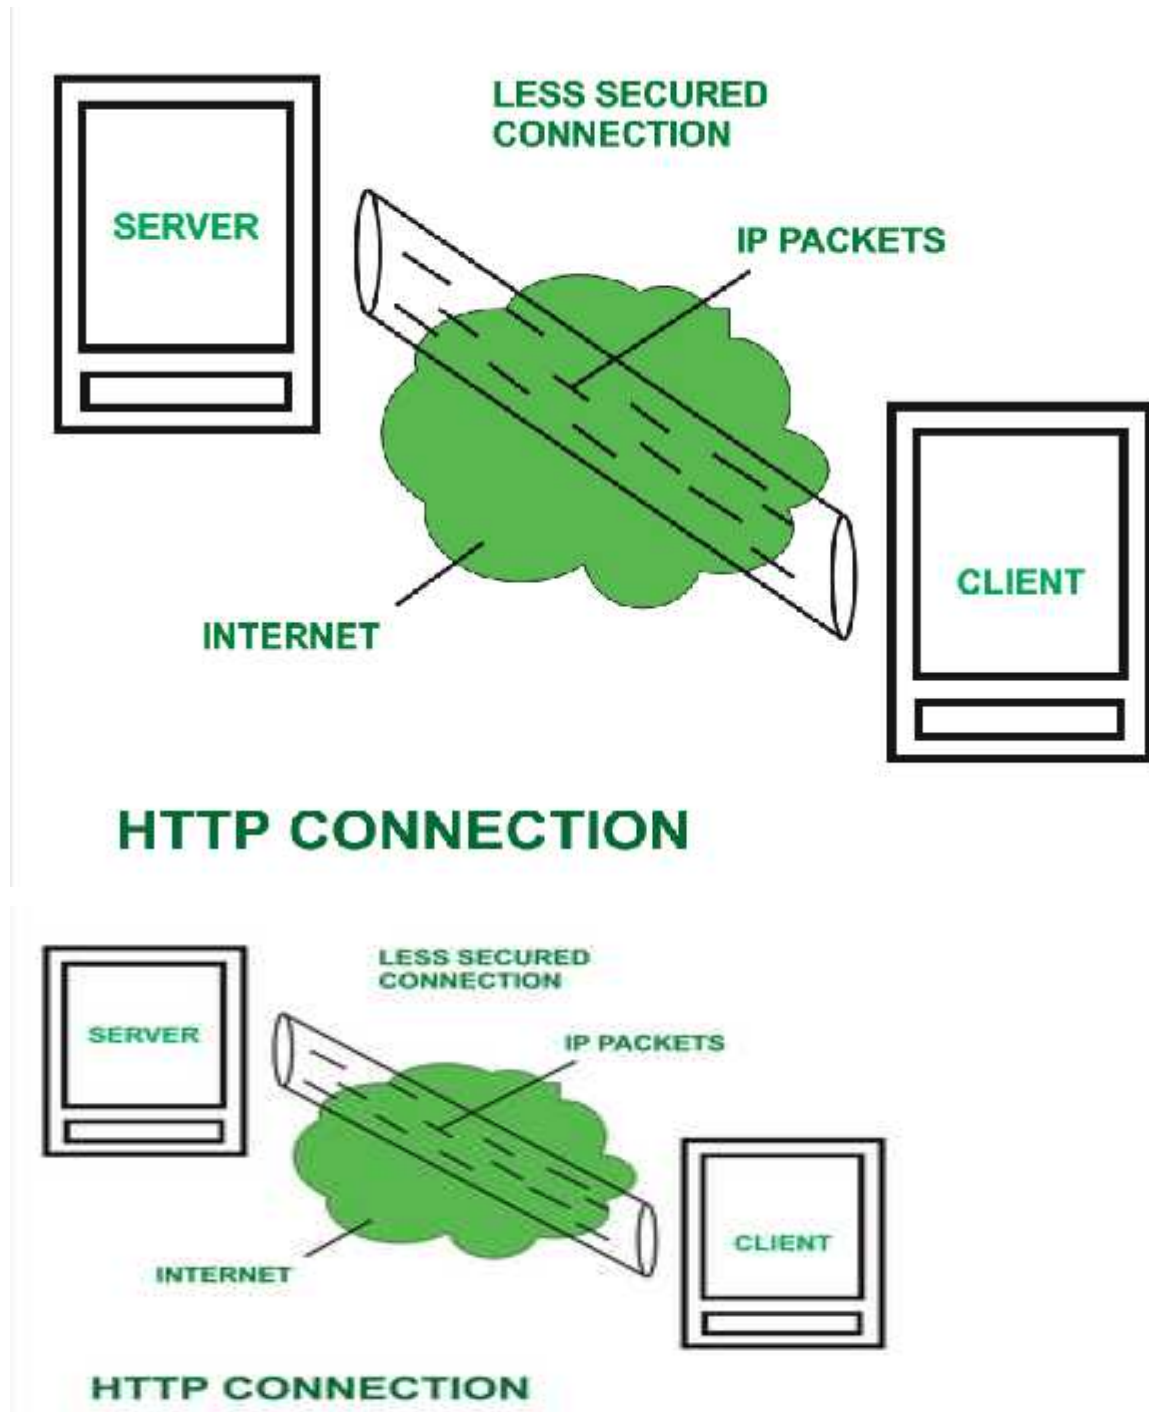 LESS SECURED
CONNECTION
SERVER
IP PACKETS
CLIENT
INTERNET
HTTP CONNECTION
LESS SECURED
CONNECTION
SERVER
IP PACKETS
CLIENT
INTERNET
HTTP CONNECTION